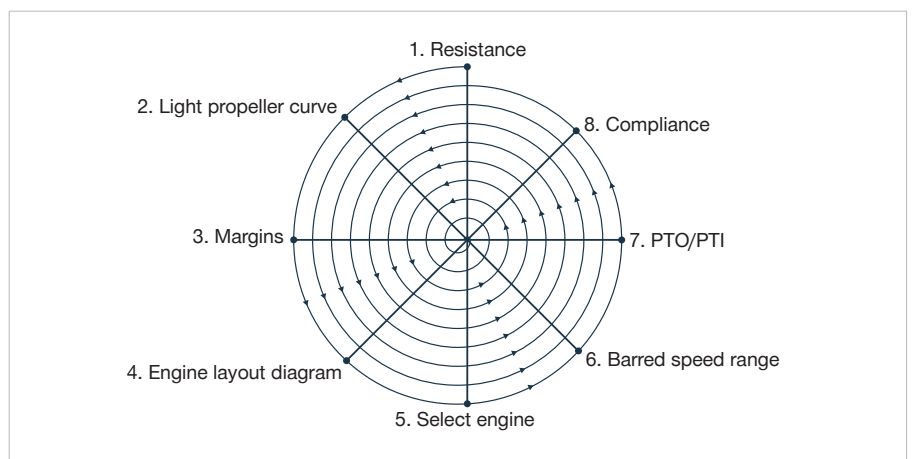 1. Resistance
2. Light propeller curve
3. Margins
4. Engine layout diagram
5. Select engine
6. Barred speed range
7. PTO/PTI
8. Compliance